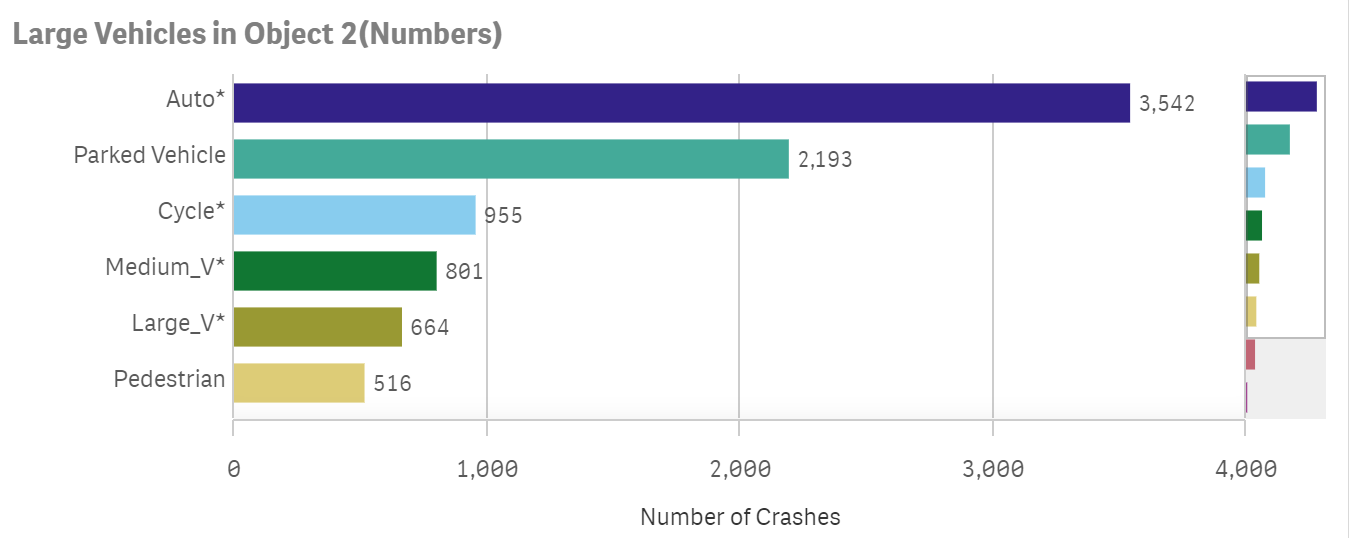 Large Vehicles in Object 2(Numbers)
Auto* 3,542
Parked Vehicle 2,193
Cycle* 955
Medium_V* 801
Large_V* 664
Pedestrian 516
0 1,000 2,000 3,000 4,000
Number of Crashes